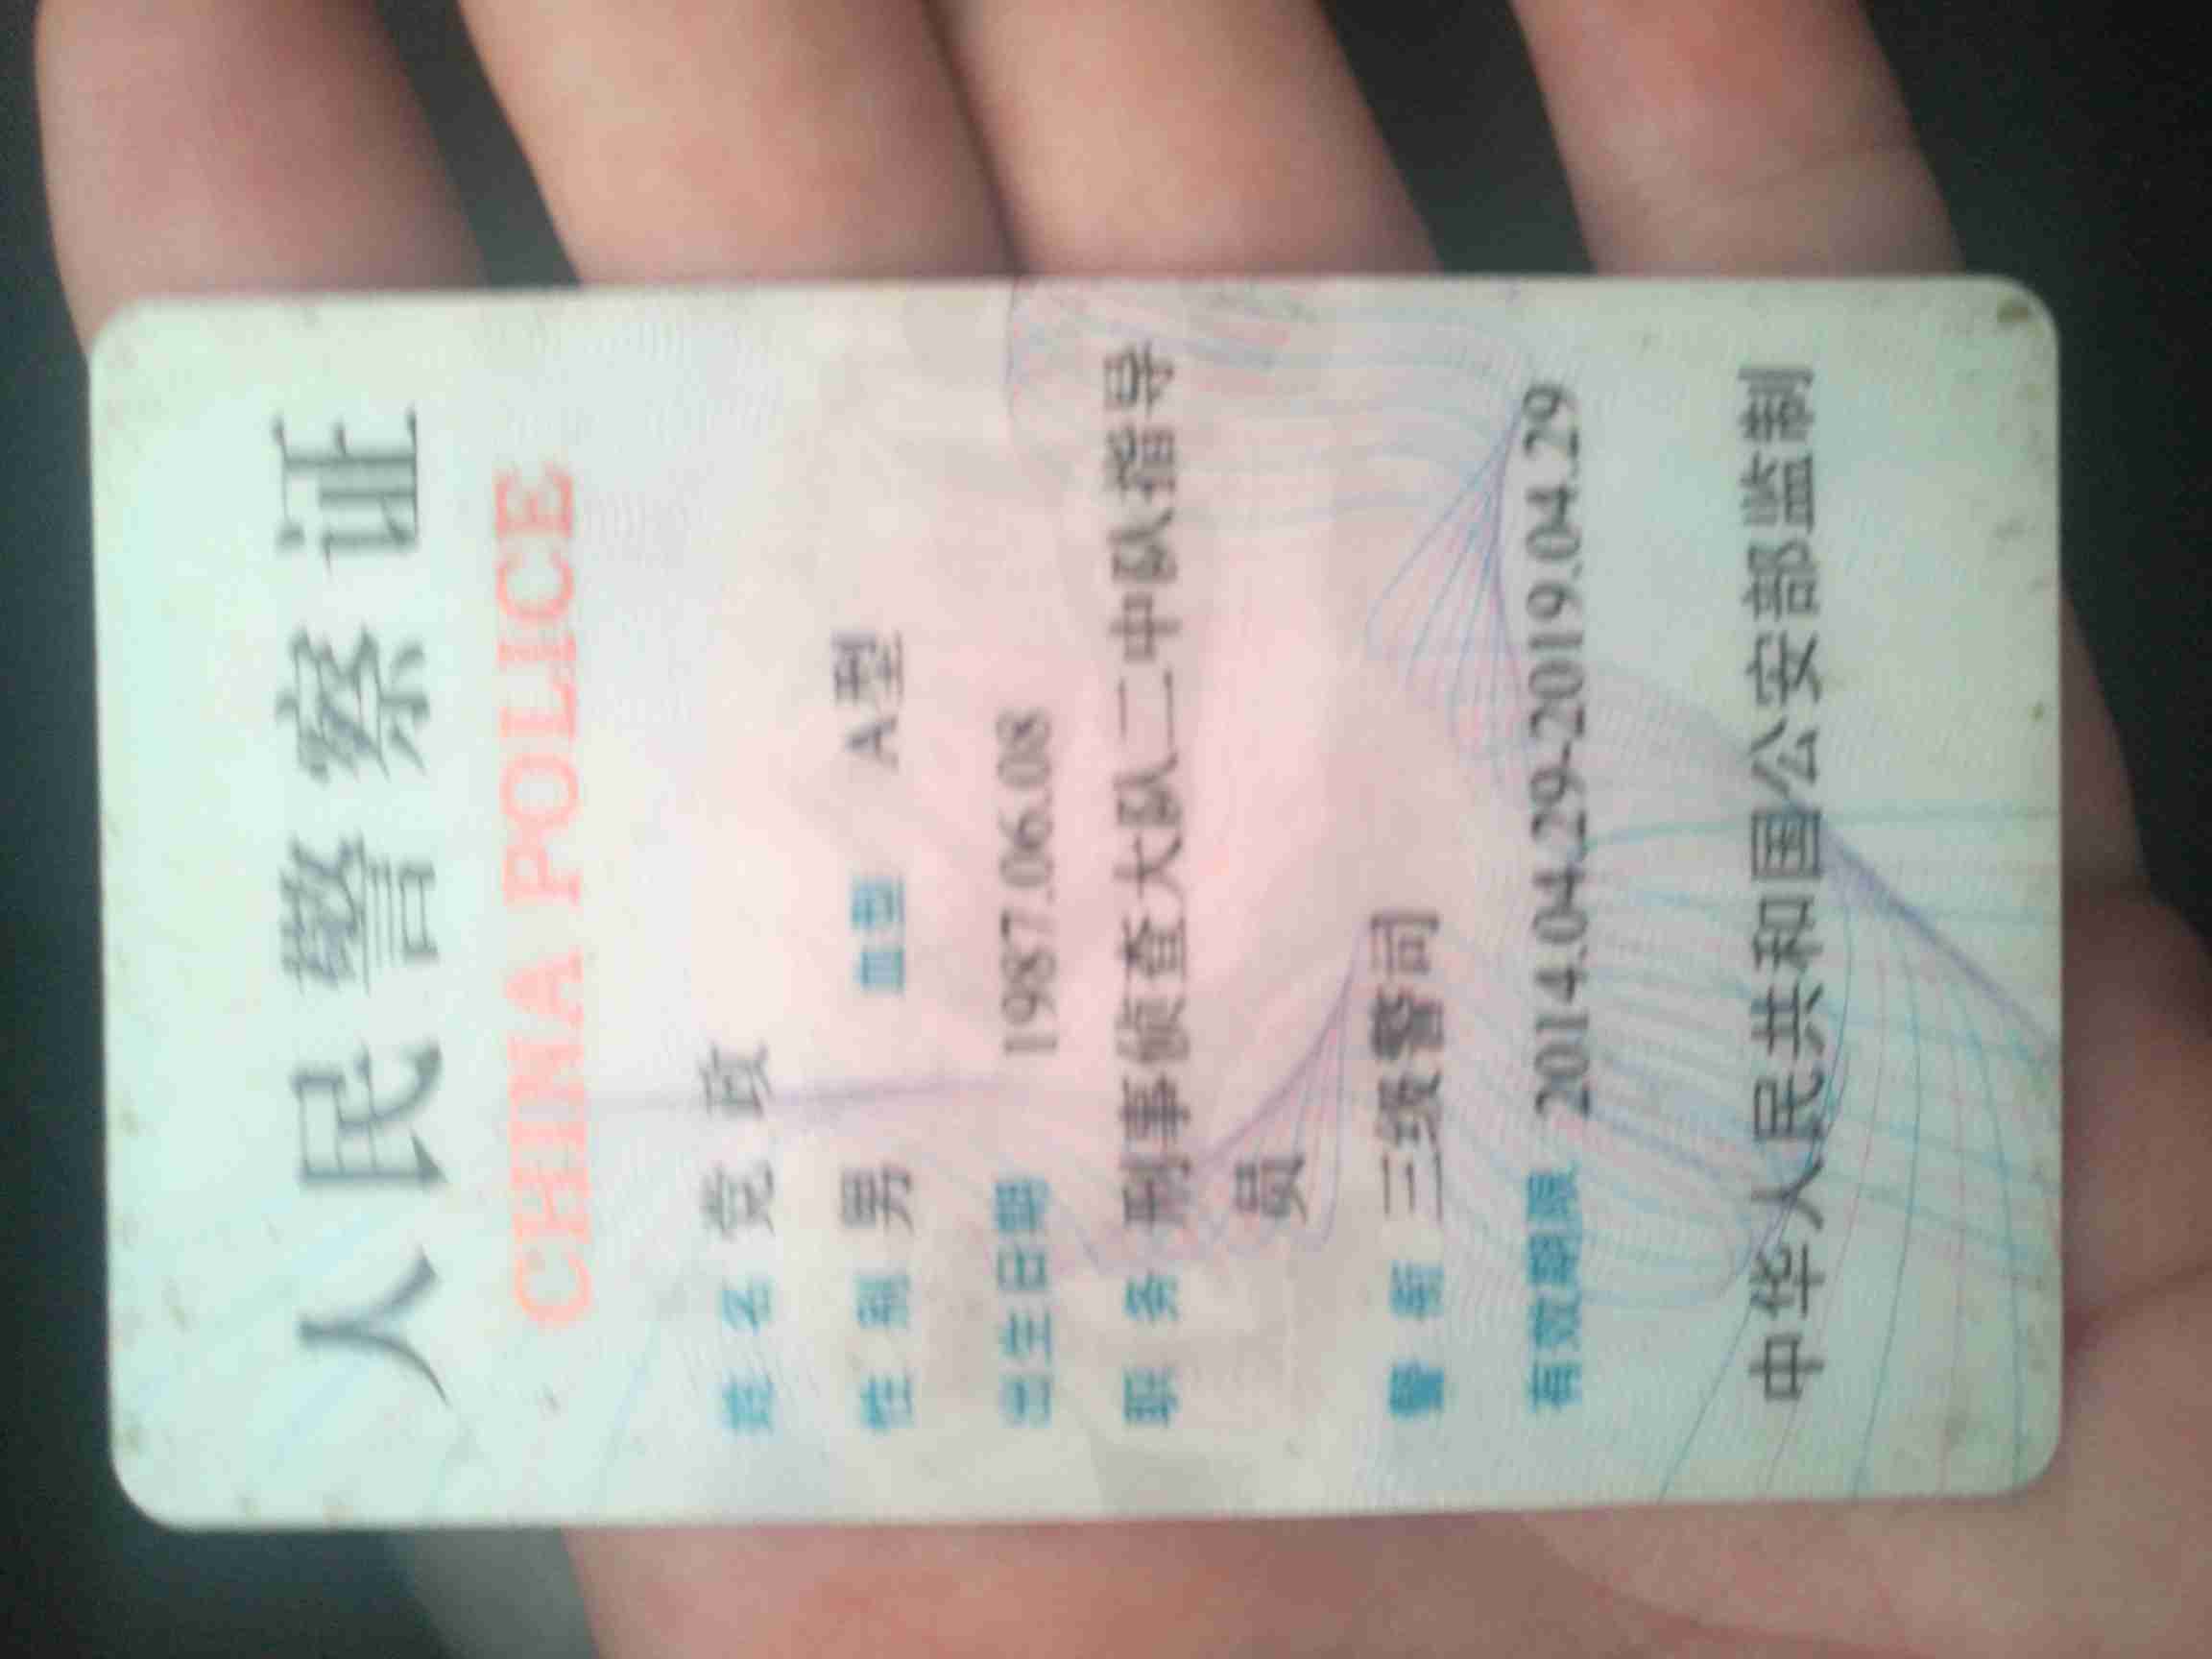 人民警察证
CHINA POLICE
姓名 党政
性别 男 血型 A型
出生日期 1987.06.08
职务 刑事侦查大队二中队指导
员
警衔 三级警司
有效期限 2014.04.29-2019.04.29
中华人民共和国公安部监制